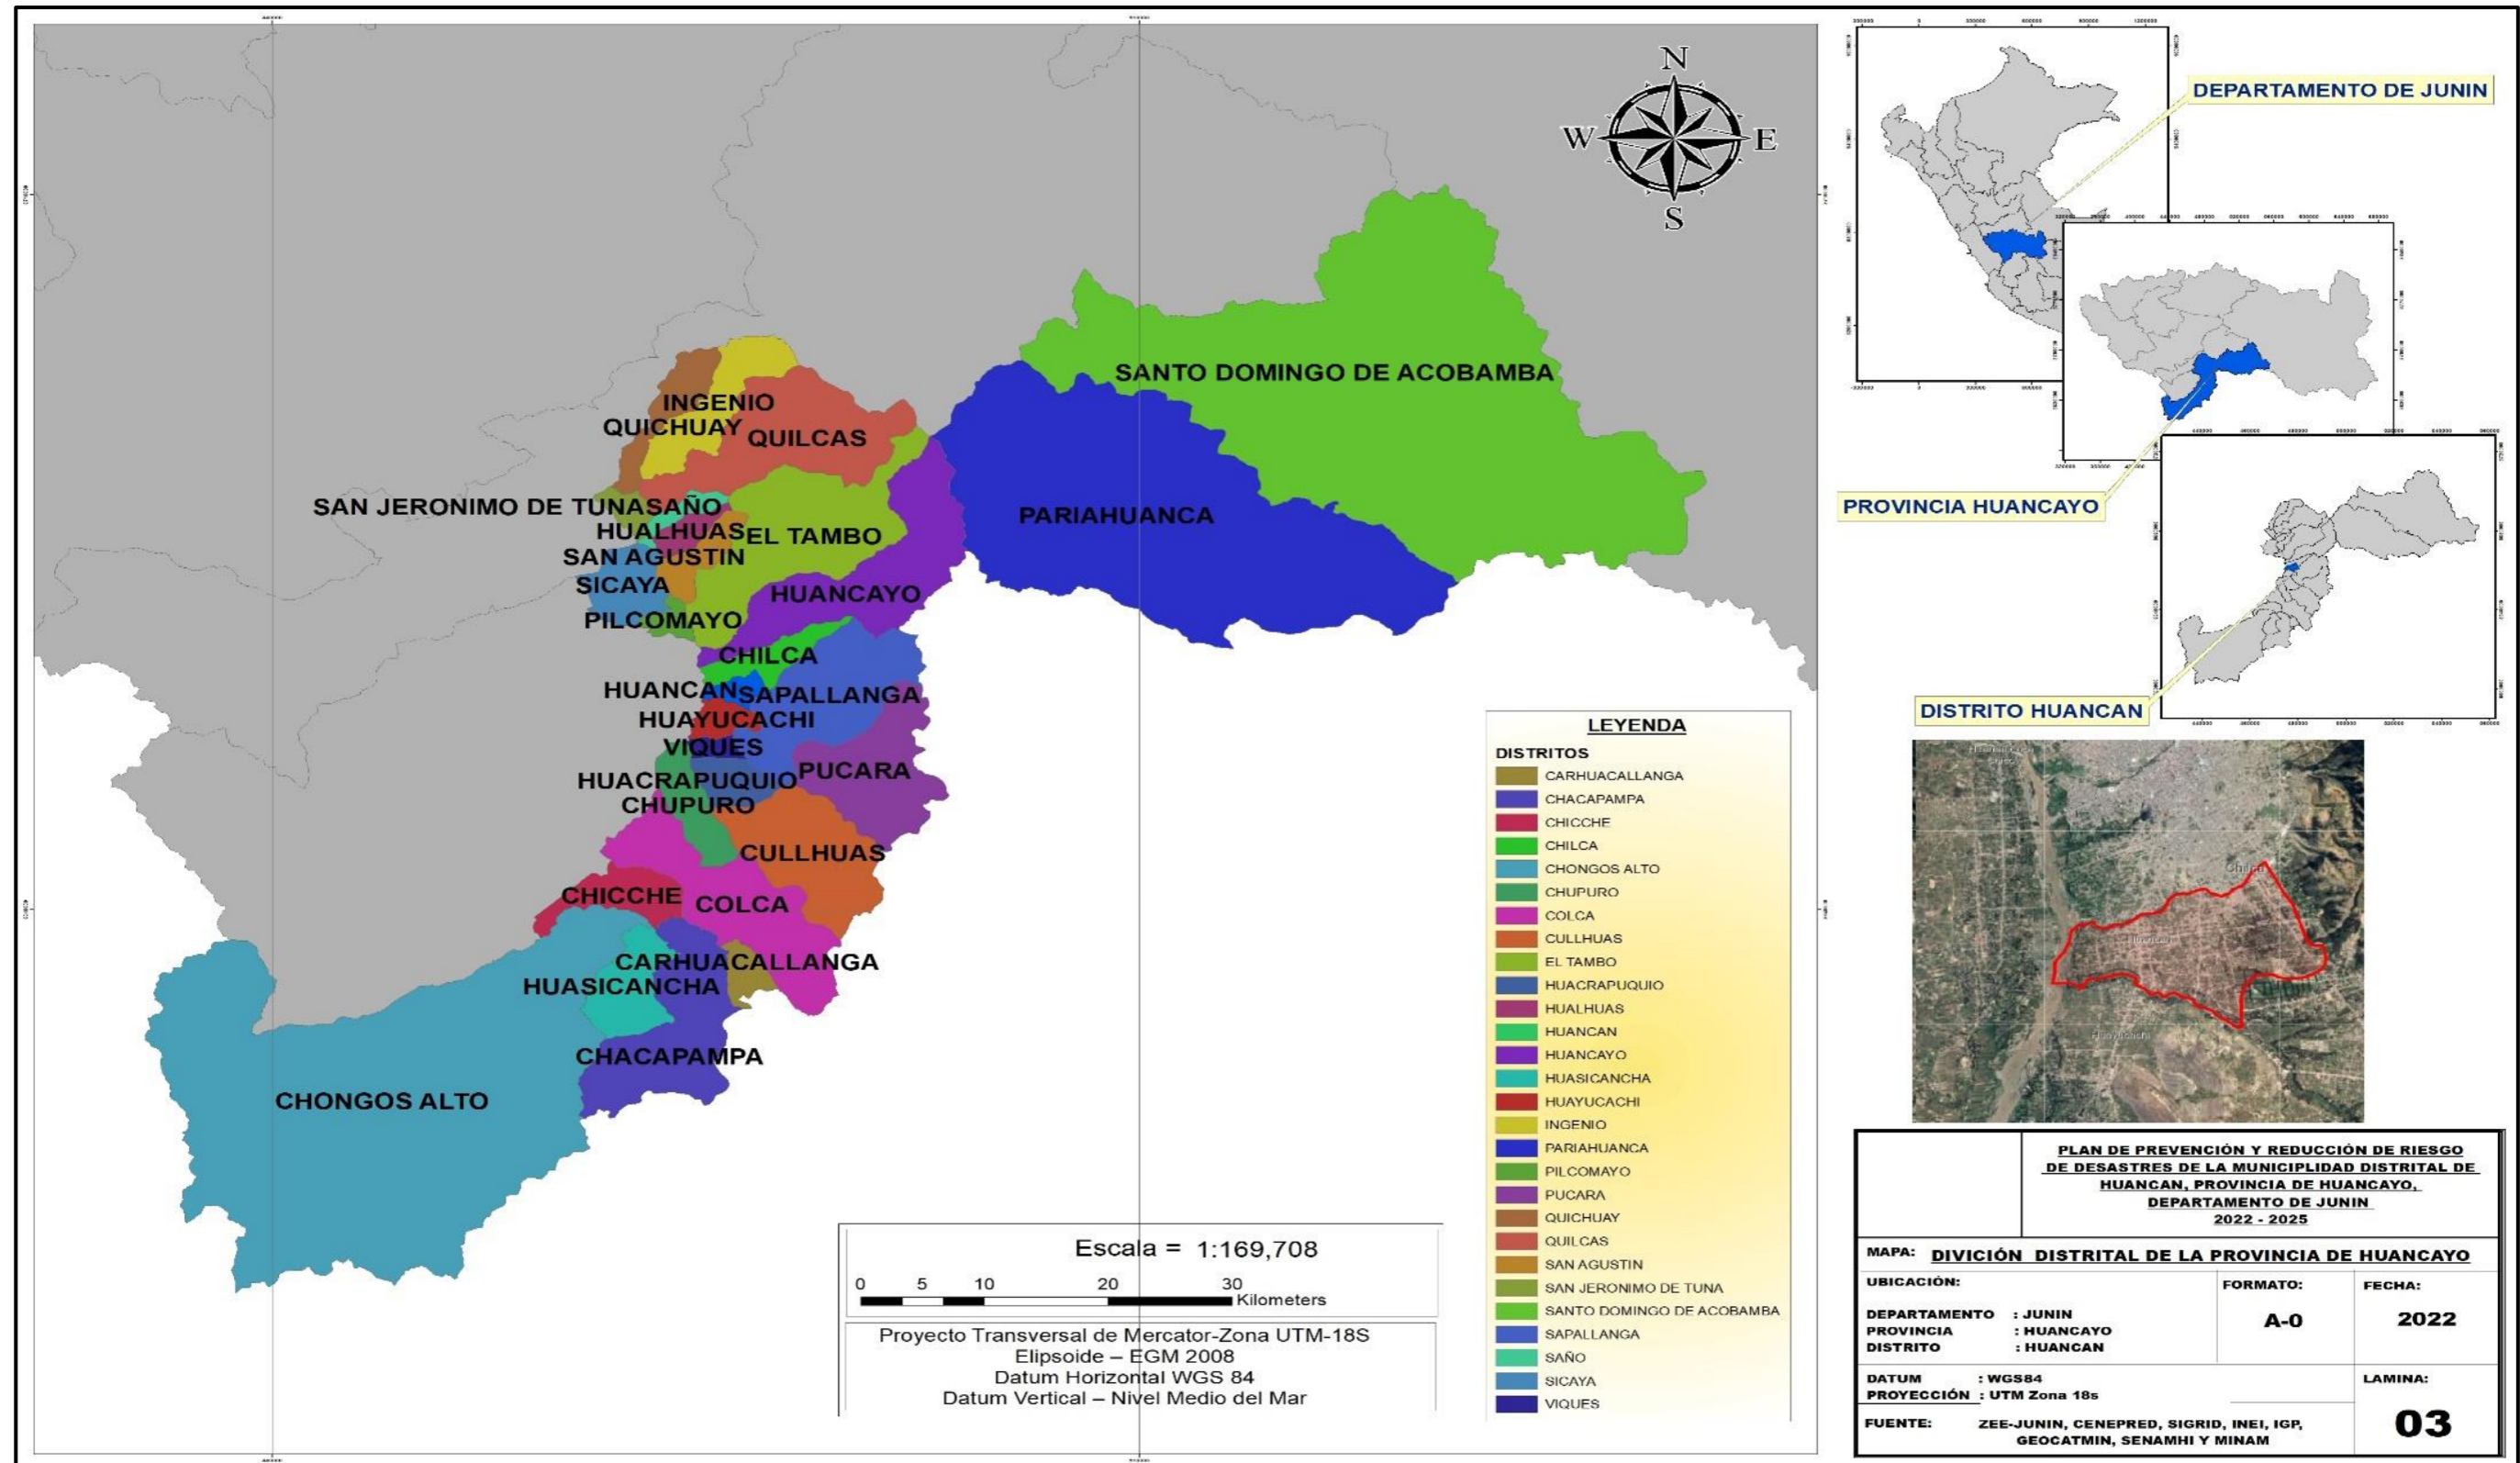 N
W E
S
SANTO DOMINGO DE ACOBAMBA
INGENIO
QUICHUAY
QUILCAS
SAN JERONIMO DE TUNA
SAÑO
PARIAHUANCA
HUALHUAS
EL TAMBO
SAN AGUSTIN
SICAYA
HUANCAYO
PILCOMAYO
CHILCA
HUANCAN
SAPALLANGA
HUAYUCACHI
VIQUES
HUACRAPUQUIO
PUCARA
CHUPURO
CULLHUAS
CHICCHE
COLCA
CARHUACALLANGA
HUASICANCHA
CHACAPAMPA
CHONGOS ALTO
Escala = 1:169,708
0 5 10 20 30
Kilometers
Proyecto Transversal de Mercator-Zona UTM-18S
Elipsoide – EGM 2008
Datum Horizontal WGS 84
Datum Vertical – Nivel Medio del Mar
LEYENDA
DISTRITOS
CARHUACALLANGA
CHACAPAMPA
CHICCHE
CHILCA
CHONGOS ALTO
CHUPURO
COLCA
CULLHUAS
EL TAMBO
HUACRAPUQUIO
HUALHUAS
HUANCAN
HUANCAYO
HUASICANCHA
HUAYUCACHI
INGENIO
PARIAHUANCA
PILCOMAYO
PUCARA
QUICHUAY
QUILCAS
SAN AGUSTIN
SAN JERONIMO DE TUNA
SANTO DOMINGO DE ACOBAMBA
SAPALLANGA
SAÑO
SICAYA
VIQUES
DEPARTAMENTO DE JUNIN
PROVINCIA HUANCAYO
DISTRITO HUANCAN
Chilca
Huancan
Huayucachi
PLAN DE PREVENCIÓN Y REDUCCIÓN DE RIESGO
DE DESASTRES DE LA MUNICIPLIDAD DISTRITAL DE
HUANCAN, PROVINCIA DE HUANCAYO,
DEPARTAMENTO DE JUNIN
2022 - 2025
MAPA: DIVICIÓN DISTRITAL DE LA PROVINCIA DE HUANCAYO
UBICACIÓN:
DEPARTAMENTO : JUNIN
PROVINCIA : HUANCAYO
DISTRITO : HUANCAN
FORMATO:
A-0
FECHA:
2022
DATUM : WGS84
PROYECCIÓN : UTM Zona 18s
LAMINA:
03
FUENTE: ZEE-JUNIN, CENEPRED, SIGRID, INEI, IGP,
GEOCATMIN, SENAMHI Y MINAM